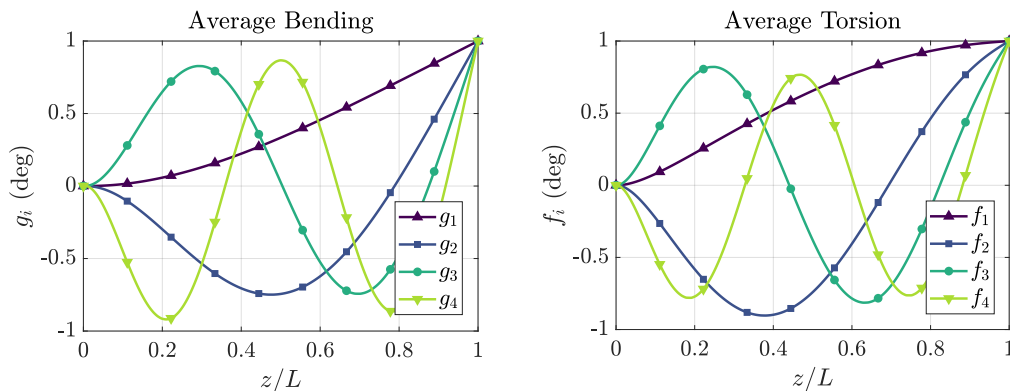 Average Bending
1
0.5
0
-0.5
-1
g_i (deg)
g_1
g_2
g_3
g_4
0 0.2 0.4 0.6 0.8 1
z/L
Average Torsion
1
0.5
0
-0.5
-1
f_i (deg)
f_1
f_2
f_3
f_4
0 0.2 0.4 0.6 0.8 1
z/L